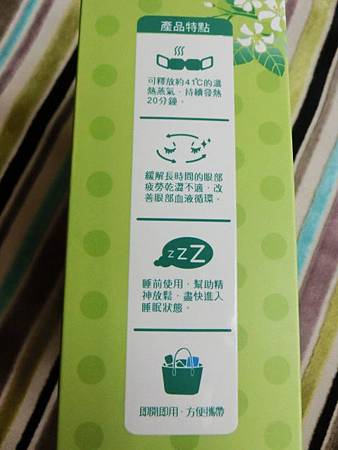 產品特點
可釋放約41℃的溫
熱蒸氣，持續發熱
20分鐘。
緩解長時間的眼部
疲勞乾澀不適，改
善眼部血液循環。
zzZ
睡前使用，幫助精
神放鬆，盡快進入
睡眠狀態。
即開即用，方便攜帶